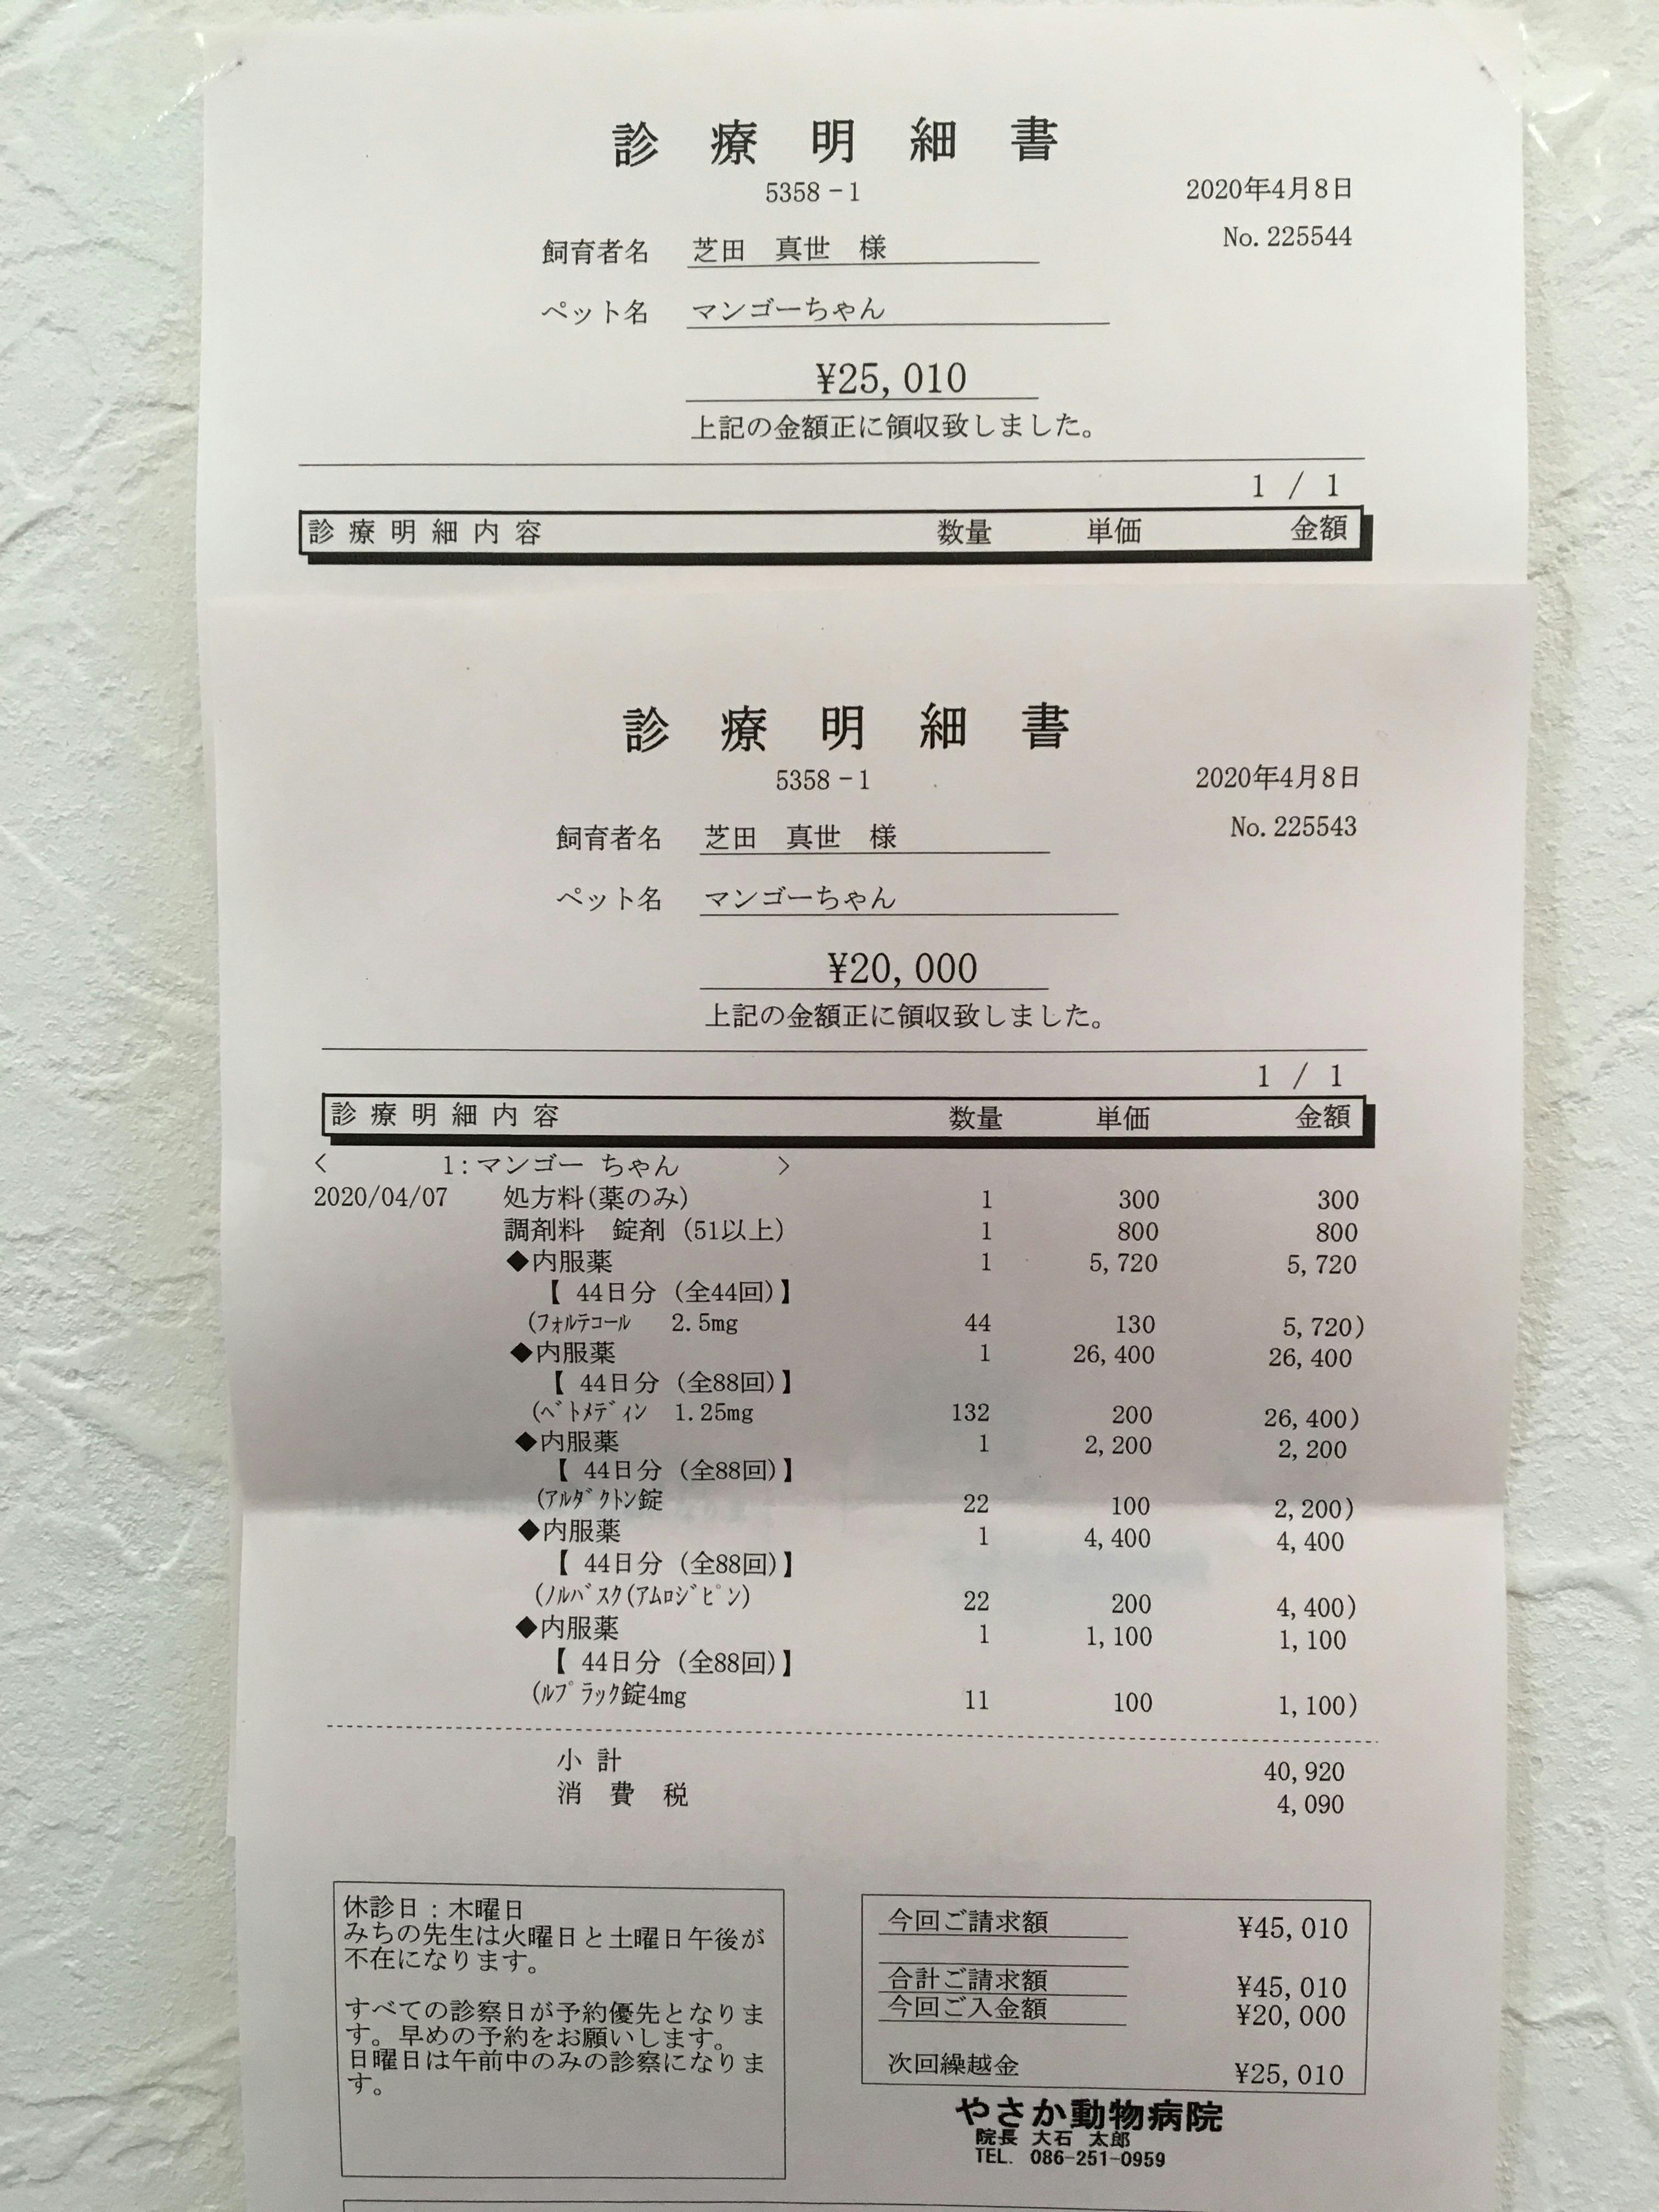 診療明細書
5358-1
2020年4月8日
No.225544
飼育者名 芝田 真世 様
ペット名 マンゴーちゃん
¥25,010
上記の金額正に領収致しました。
1 / 1
診療明細内容 数量 単価 金額
診療明細書
5358-1
2020年4月8日
No.225543
飼育者名 芝田 真世 様
ペット名 マンゴーちゃん
¥20,000
上記の金額正に領収致しました。
1 / 1
診療明細内容 数量 単価 金額
< 1:マンゴー ちゃん >
2020/04/07 処方料(薬のみ) 1 300 300
調剤料 錠剤 (51以上) 1 800 800
◆内服薬 1 5,720 5,720
【 44日分 (全44回)】
(フォルテコール 2.5mg 44 130 5,720)
◆内服薬 1 26,400 26,400
【 44日分 (全88回)】
(ベトメディン 1.25mg 132 200 26,400)
◆内服薬 1 2,200 2,200
【 44日分 (全88回)】
(アルダクトン錠 22 100 2,200)
◆内服薬 1 4,400 4,400
【 44日分 (全88回)】
(ノルバスク(アムロジピン) 22 200 4,400)
◆内服薬 1 1,100 1,100
【 44日分 (全88回)】
(ルプラック錠4mg 11 100 1,100)
小計 40,920
消費税 4,090
休診日:木曜日
みちの先生は火曜日と土曜日午後が
不在になります。
すべての診察日が予約優先となりま
す。早めの予約をお願いします。
日曜日は午前中のみの診察になりま
す。
今回ご請求額 ¥45,010
合計ご請求額 ¥45,010
今回ご入金額 ¥20,000
次回繰越金 ¥25,010
やさか動物病院
院長 大石 太郎
TEL. 086-251-0959